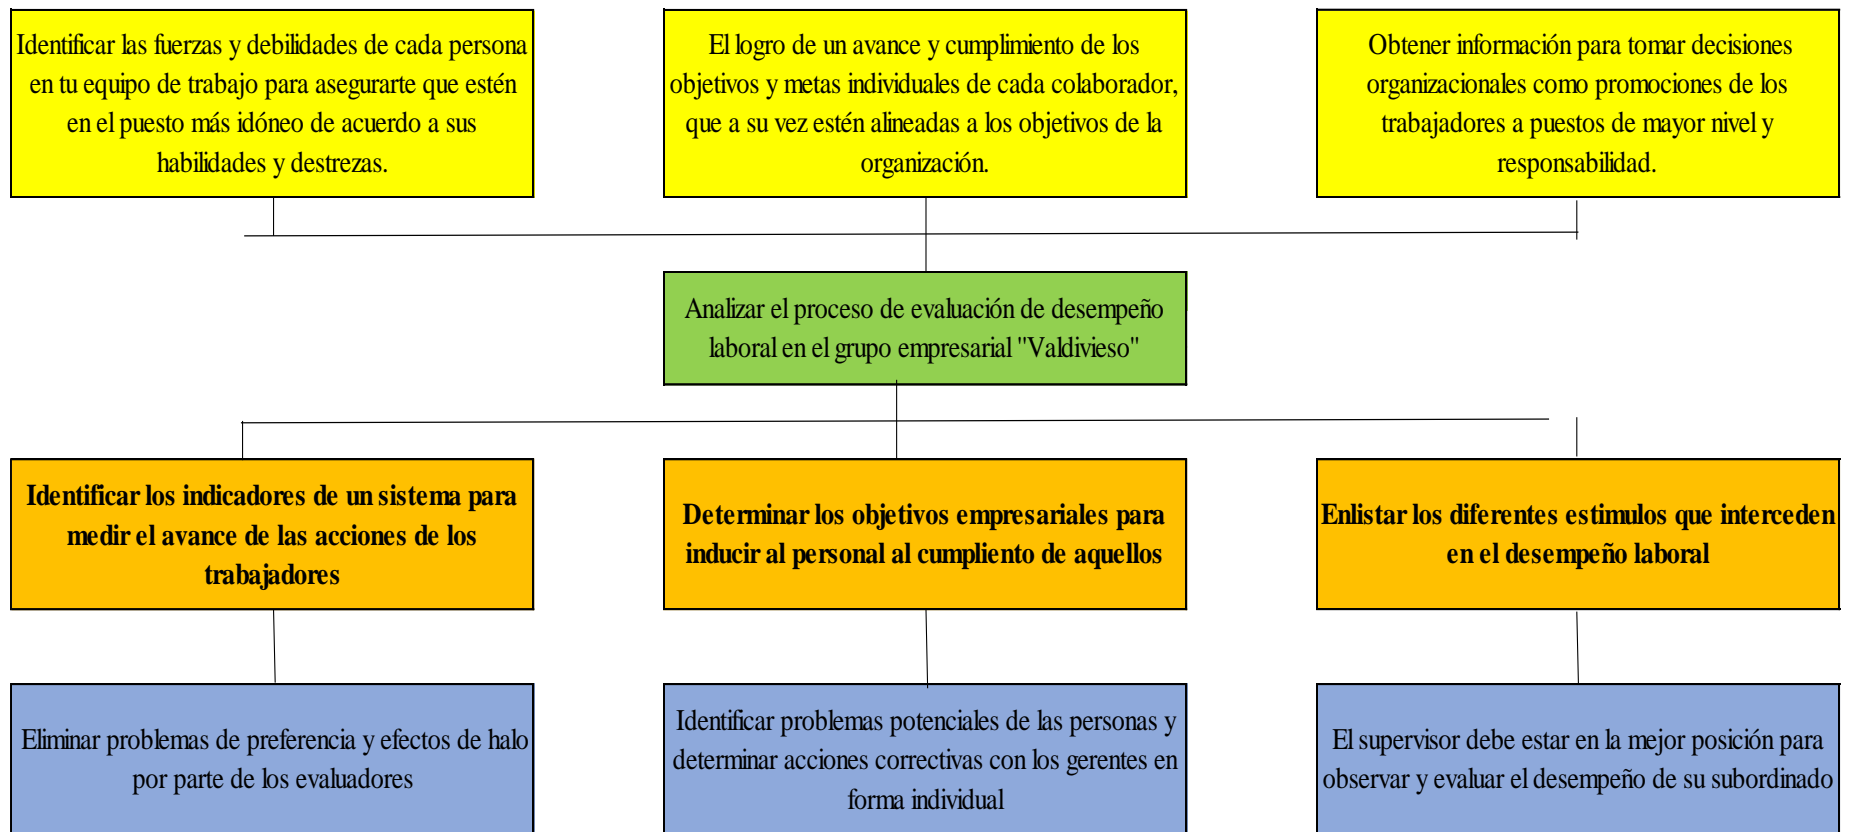 Identificar las fuerzas y debilidades de cada persona
en tu equipo de trabajo para asegurarte que estén
en el puesto más idóneo de acuerdo a sus
habilidades y destrezas.
El logro de un avance y cumplimiento de los
objetivos y metas individuales de cada colaborador,
que a su vez estén alineadas a los objetivos de la
organización.
Obtener información para tomar decisiones
organizacionales como promociones de los
trabajadores a puestos de mayor nivel y
responsabilidad.
Analizar el proceso de evaluación de desempeño
laboral en el grupo empresarial "Valdivieso"
Identificar los indicadores de un sistema para
medir el avance de las acciones de los
trabajadores
Determinar los objetivos empresariales para
inducir al personal al cumpliento de aquellos
Enlistar los diferentes estimulos que interceden
en el desempeño laboral
Eliminar problemas de preferencia y efectos de halo
por parte de los evaluadores
Identificar problemas potenciales de las personas y
determinar acciones correctivas con los gerentes en
forma individual
El supervisor debe estar en la mejor posición para
observar y evaluar el desempeño de su subordinado